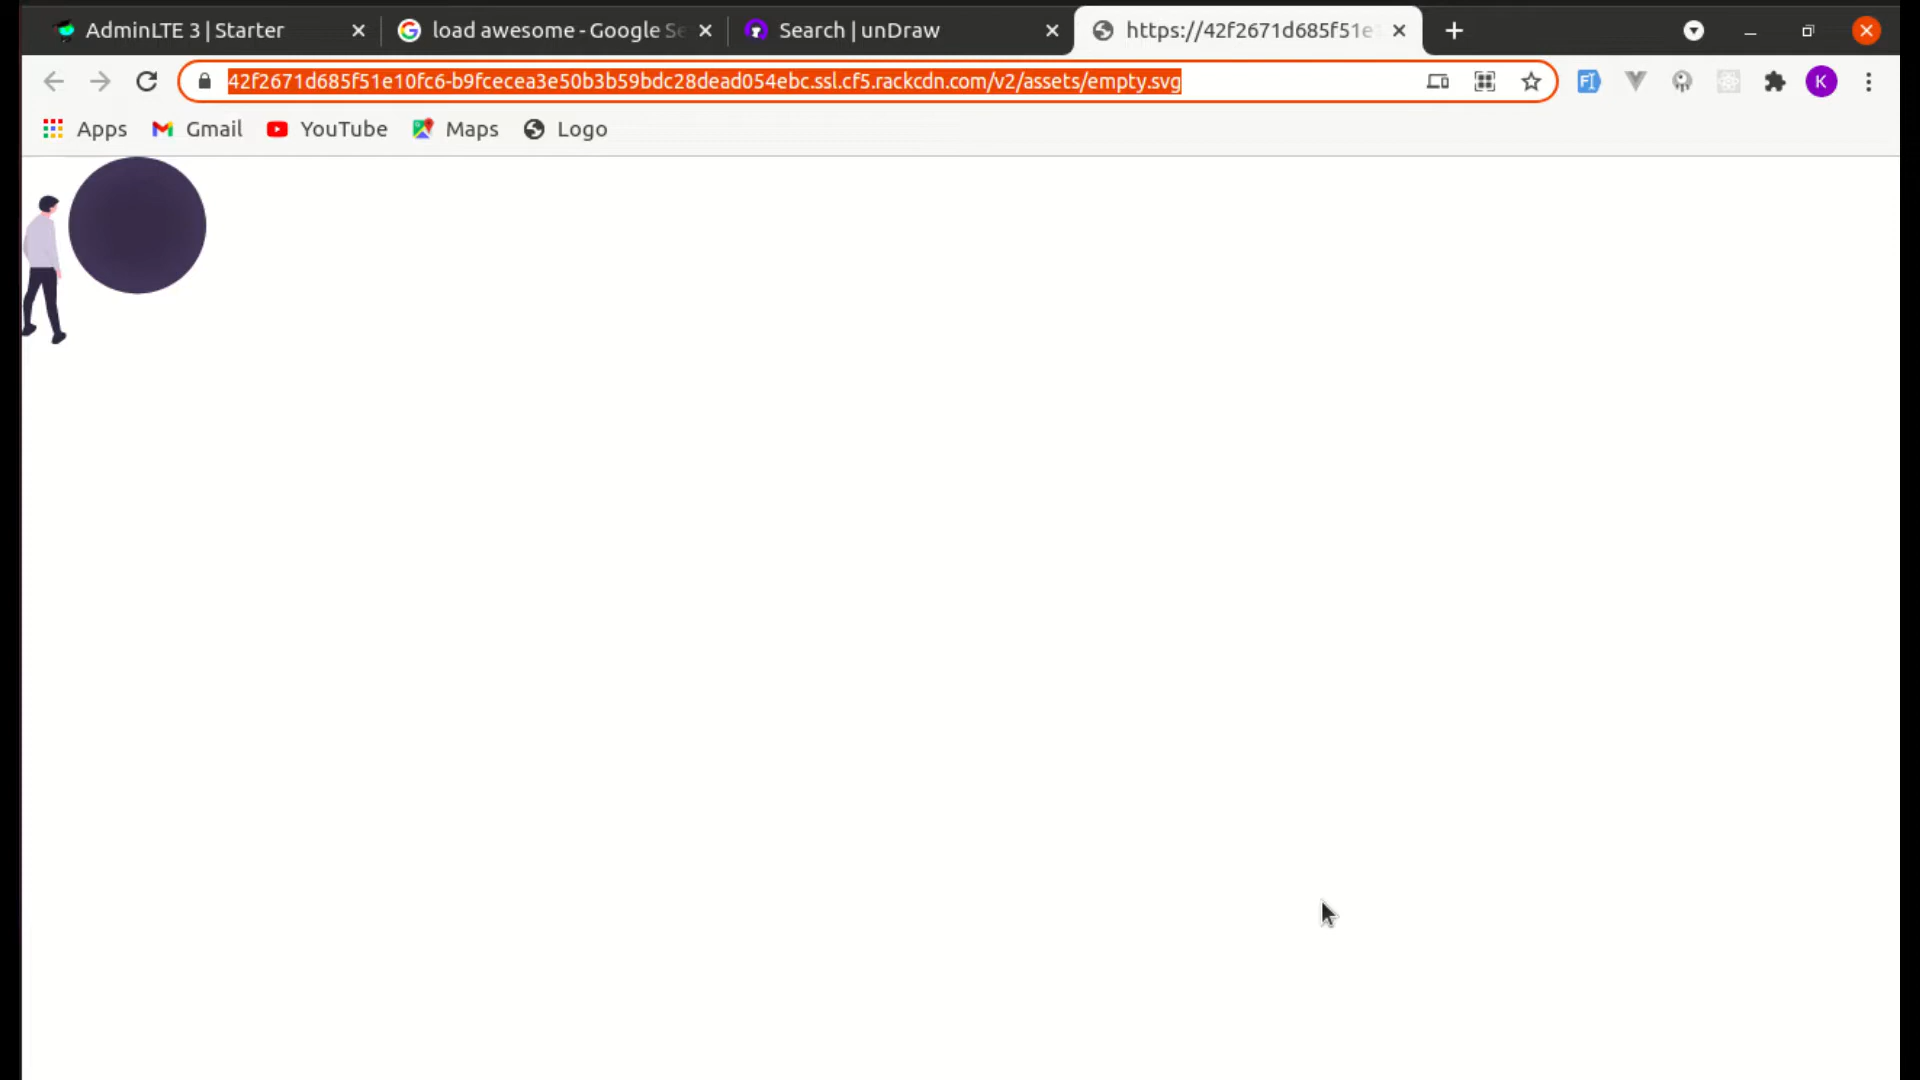 AdminLTE 3 | Starter
load awesome - Google Se
Search | unDraw
https://42f2671d685f51e
42f2671d685f51e10fc6-b9fcecea3e50b3b59bdc28dead054ebc.ssl.cf5.rackcdn.com/v2/assets/empty.svg
K
Apps
Gmail
YouTube
Maps
Logo